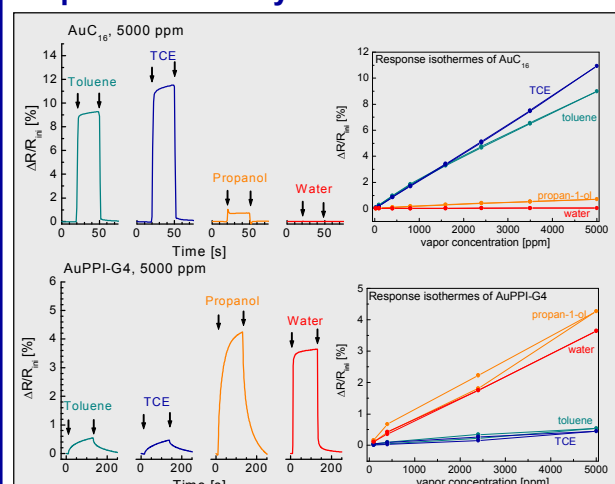 AuC16, 5000 ppm
ΔR/Rini [%]
14
12
10
8
6
4
2
0
Toluene
TCE
Propanol
Water
0 50
0 50
0 50
0 50
Time [s]
Response isothermes of AuC16
ΔR/Rini [%]
12
10
8
6
4
2
0
TCE
toluene
propan-1-ol
water
0 1000 2000 3000 4000 5000
vapor concentration [ppm]
AuPPI-G4, 5000 ppm
ΔR/Rini [%]
6
5
4
3
2
1
0
Toluene
TCE
Propanol
Water
0 200
0 200
0 200
0 200
Time [s]
Response isothermes of AuPPI-G4
ΔR/Rini [%]
5
4
3
2
1
0
propan-1-ol
water
toluene
TCE
0 1000 2000 3000 4000 5000
vapor concentration [ppm]